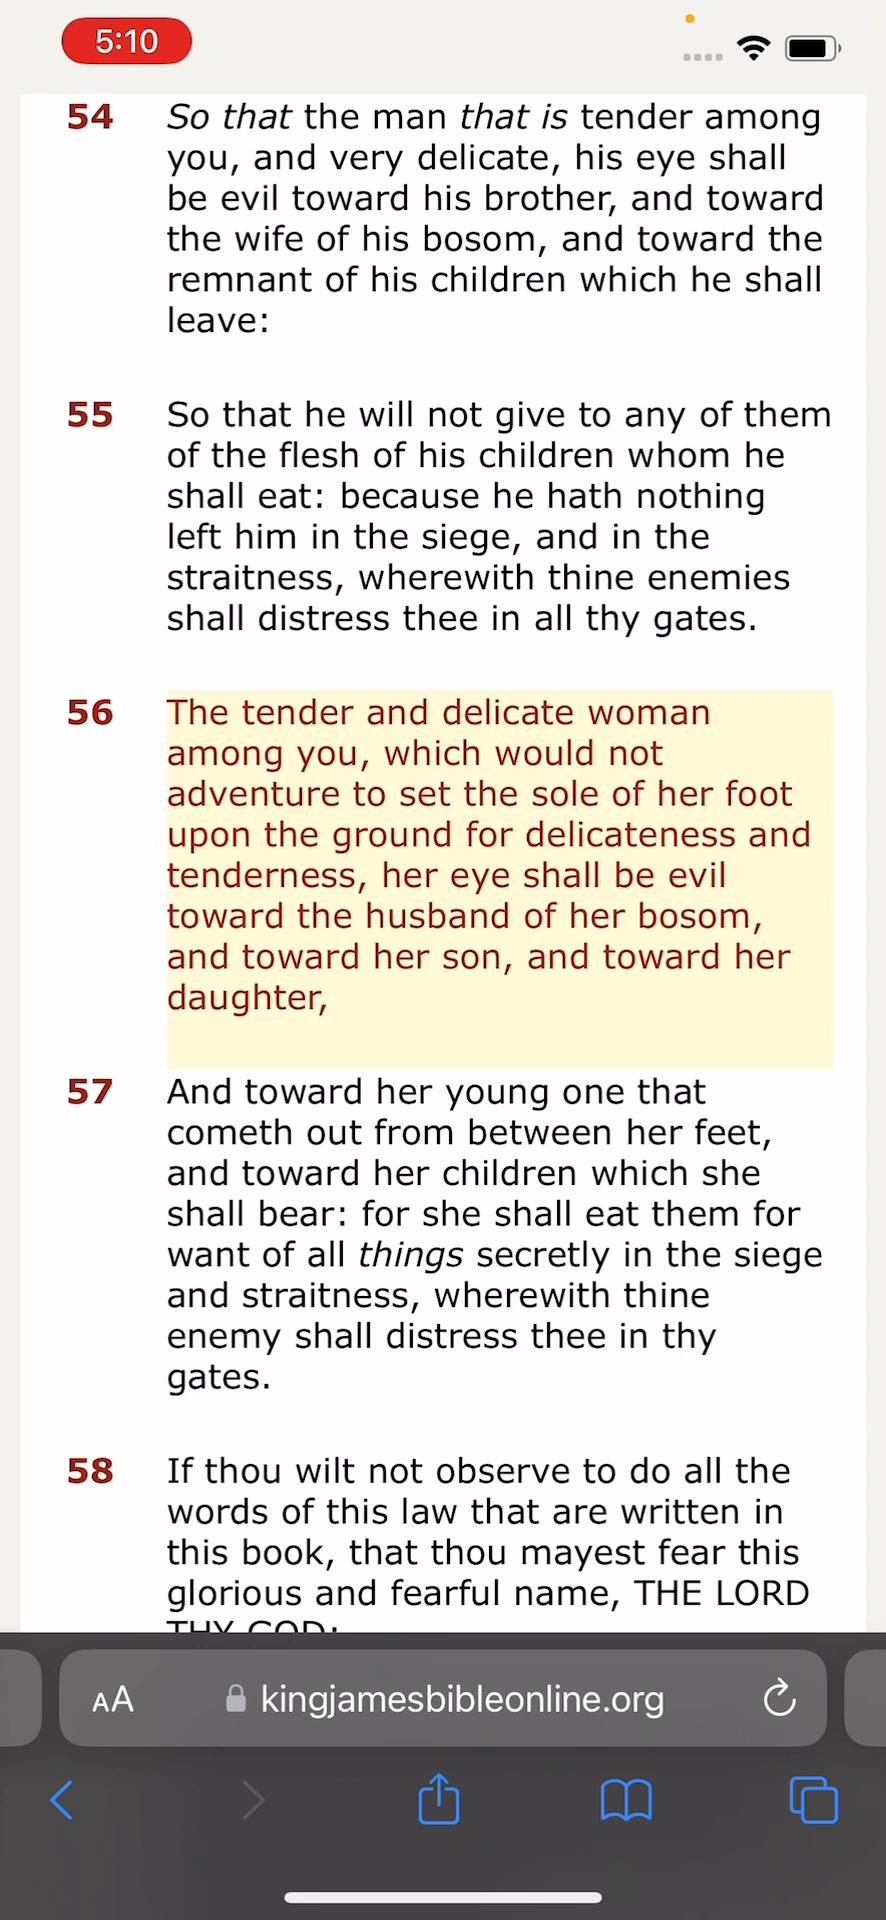 5:10
54 So that the man that is tender among
you, and very delicate, his eye shall
be evil toward his brother, and toward
the wife of his bosom, and toward the
remnant of his children which he shall
leave:
55 So that he will not give to any of them
of the flesh of his children whom he
shall eat: because he hath nothing
left him in the siege, and in the
straitness, wherewith thine enemies
shall distress thee in all thy gates.
56 The tender and delicate woman
among you, which would not
adventure to set the sole of her foot
upon the ground for delicateness and
tenderness, her eye shall be evil
toward the husband of her bosom,
and toward her son, and toward her
daughter,
57 And toward her young one that
cometh out from between her feet,
and toward her children which she
shall bear: for she shall eat them for
want of all things secretly in the siege
and straitness, wherewith thine
enemy shall distress thee in thy
gates.
58 If thou wilt not observe to do all the
words of this law that are written in
this book, that thou mayest fear this
glorious and fearful name, THE LORD
THY GOD;
AA kingjamesbibleonline.org